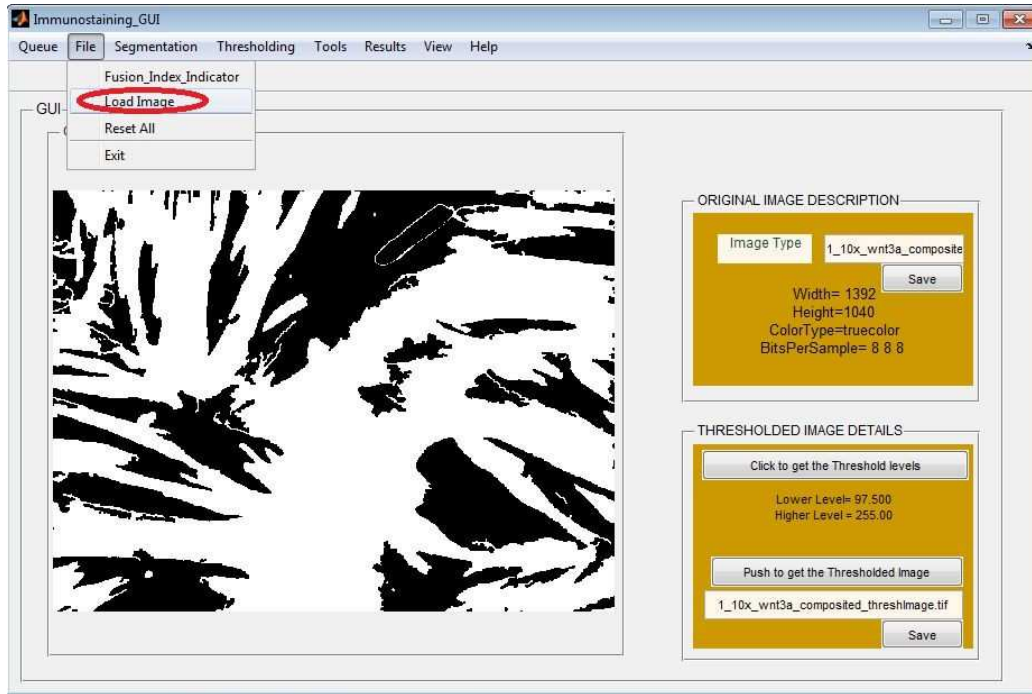 Immunostaining_GUI
Queue File Segmentation Thresholding Tools Results View Help
Fusion_Index_Indicator
Load Image
Reset All
Exit
GUI
ORIGINAL IMAGE DESCRIPTION
Image Type 1_10x_wnt3a_composite
Save
Width= 1392
Height=1040
ColorType=truecolor
BitsPerSample= 8 8 8
THRESHOLDED IMAGE DETAILS
Click to get the Threshold levels
Lower Level= 97.500
Higher Level = 255.00
Push to get the Thresholded Image
1_10x_wnt3a_composited_threshImage.tif
Save